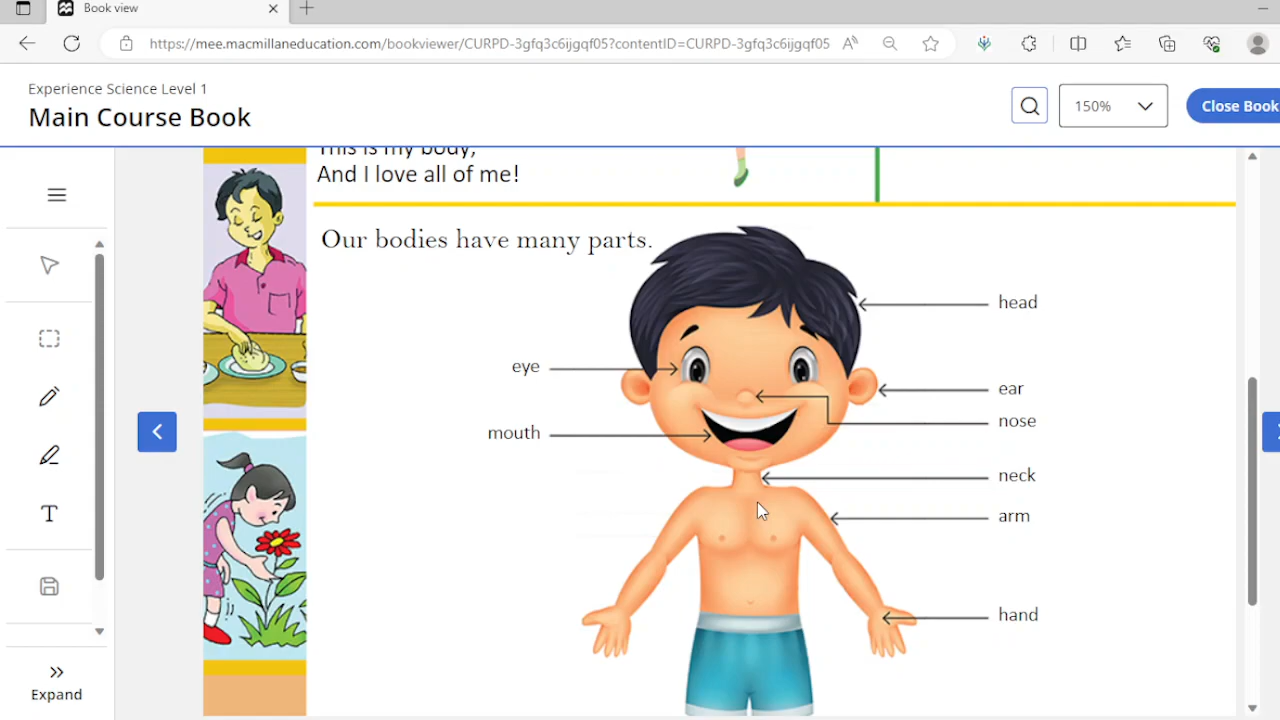 Book view
https://mee.macmillaneducation.com/bookviewer/CURPD-3gfq3c6ijgqf05?contentID=CURPD-3gfq3c6ijgqf05
Experience Science Level 1
Main Course Book
150%
Close Book
This is my body,
And I love all of me!
Our bodies have many parts.
head
eye
ear
nose
mouth
neck
arm
hand
T
Expand